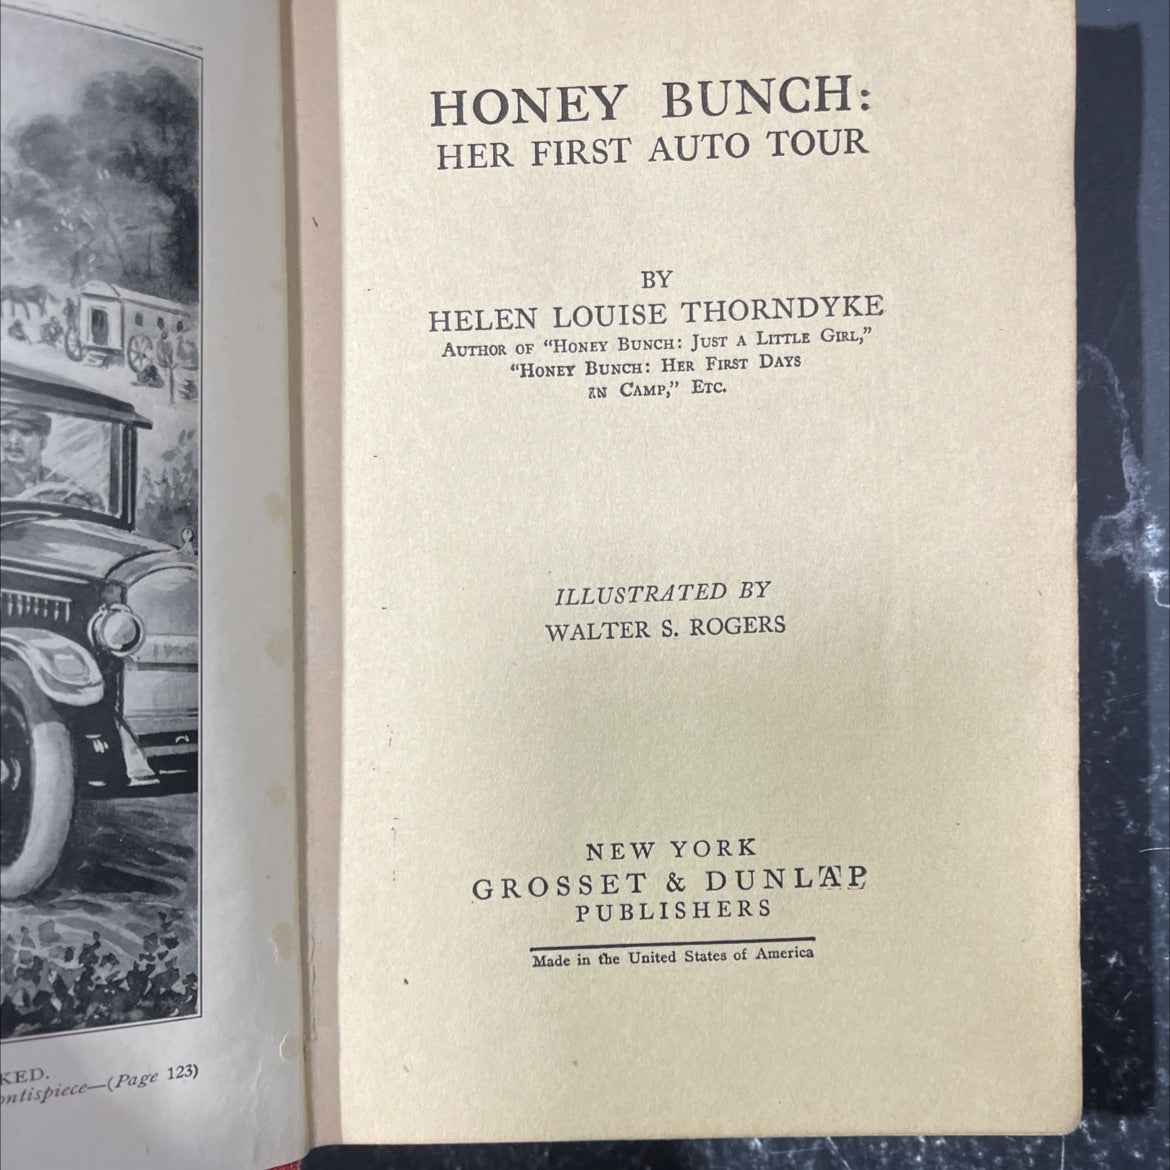 HONEY BUNCH:
HER FIRST AUTO TOUR
BY
HELEN LOUISE THORNDYKE
AUTHOR OF “HONEY BUNCH: JUST A LITTLE GIRL,”
“HONEY BUNCH: HER FIRST DAYS
IN CAMP,” ETC.
ILLUSTRATED BY
WALTER S. ROGERS
NEW YORK
GROSSET & DUNLAP
PUBLISHERS
Made in the United States of America
KED.
ontispiece—(Page 123)